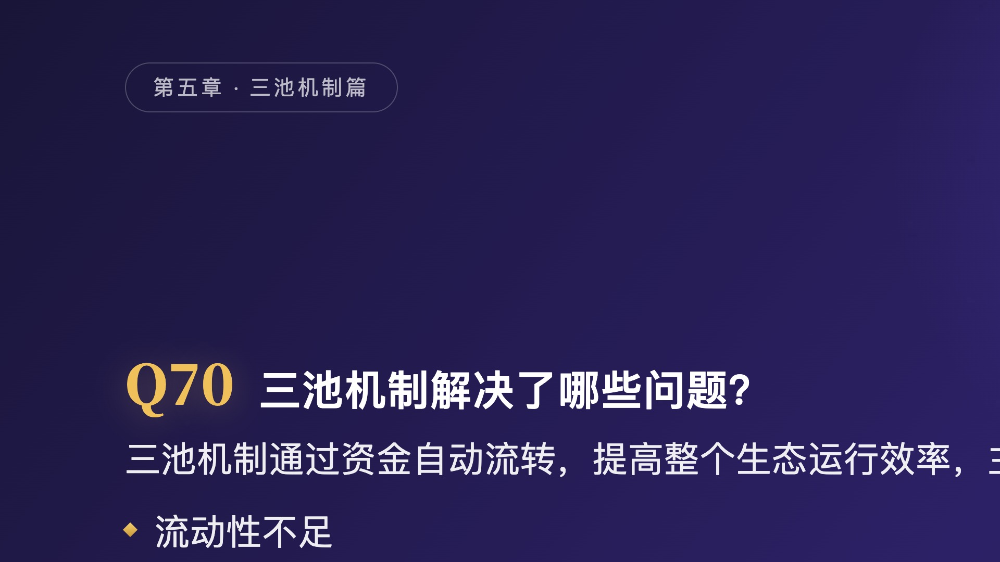 第五章 · 三池机制篇
Q70 三池机制解决了哪些问题?
三池机制通过资金自动流转，提高整个生态运行效率，
流动性不足